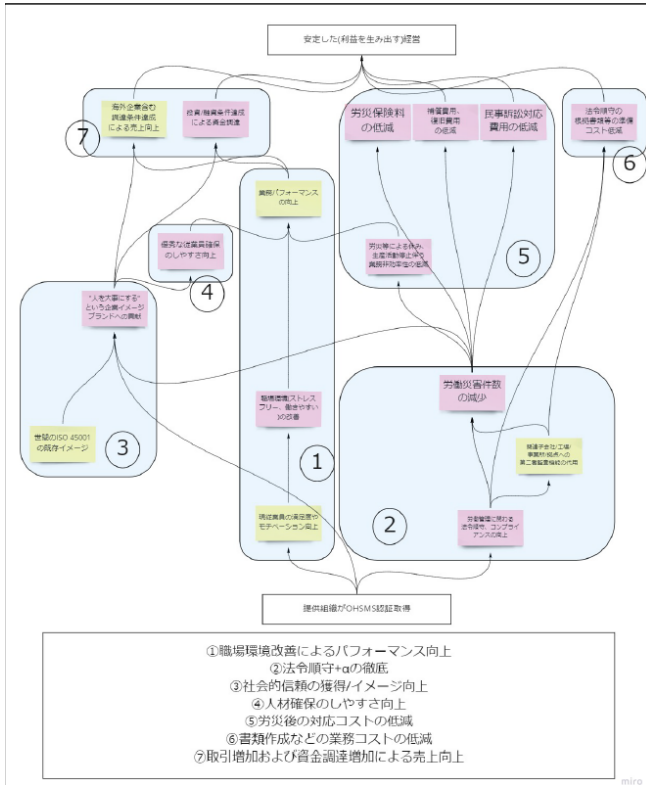 安定した(利益を生み出す)経営
海外企業含む
調達条件達成
による売上向上
投資/融資条件達成
による資金調達
労災保険料
の低減
補償費用、
復旧費用
の低減
民事訴訟対応
費用の低減
法令順守の
根拠書類等の準備
コスト低減
⑦
⑥
業務パフォーマンス
の向上
優秀な従業員確保
のしやすさ向上
労災等による休み、
生産活動停止伴う
業務非効率性の低減
⑤
④
"人を大事にする"
という企業イメージ
ブランドへの貢献
労働災害件数
の減少
職場環境(ストレス
フリー、働きやすい
)の改善
世間のISO 45001
の既存イメージ
③
①
関連子会社/工場/
事業所/拠点への
第二者監査機能の代用
現従業員の満足度や
モチベーション向上
②
労働管理に関わる
法令順守、コンプライ
アンスの向上
提供組織がOHSMS認証取得
①職場環境改善によるパフォーマンス向上
②法令順守+αの徹底
③社会的信頼の獲得/イメージ向上
④人材確保のしやすさ向上
⑤労災後の対応コストの低減
⑥書類作成などの業務コストの低減
⑦取引増加および資金調達増加による売上向上
miro